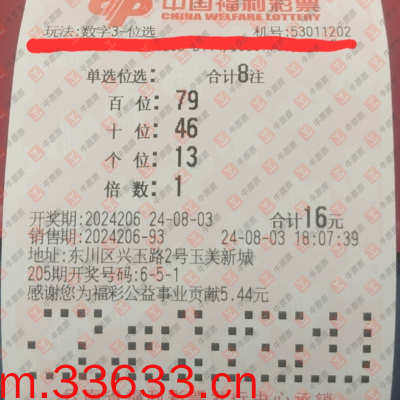 中国福利彩票
CHINA WELFARE LOTTERY
玩法:数字3-位选 机号:53011202
单选位选: 合计8注
百位:79
十位:46
个位:13
倍数:1
开奖期:2024206 24-08-03 合计16元
销售期:2024206-93 24-08-03 18:07:39
地址:东川区兴玉路2号玉美新城
205期开奖号码:6-5-1
感谢您为福彩公益事业贡献5.44元
m.33633.cn